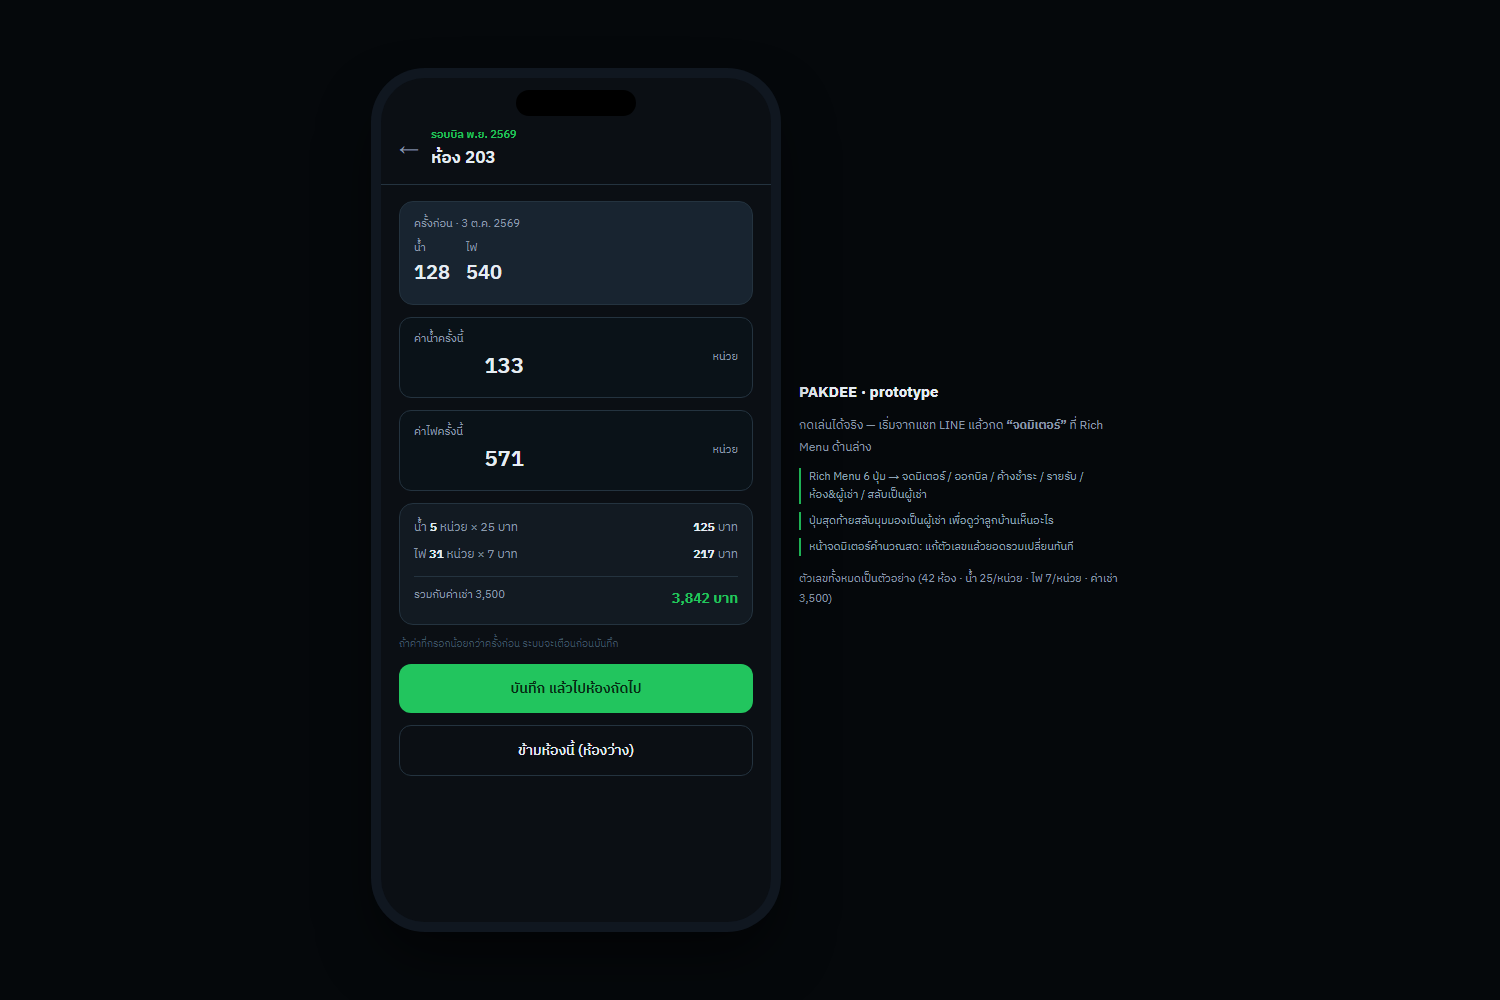 รอบบิล พ.ย. 2569
← ห้อง 203
ครั้งก่อน · 3 ต.ค. 2569
น้ำ ไฟ
128 540
ค่าน้ำครั้งนี้
133 หน่วย
ค่าไฟครั้งนี้
571 หน่วย
น้ำ 5 หน่วย × 25 บาท 125 บาท
ไฟ 31 หน่วย × 7 บาท 217 บาท
รวมกับค่าเช่า 3,500 3,842 บาท
ถ้าค่าที่กรอกน้อยกว่าครั้งก่อน ระบบจะเตือนก่อนบันทึก
บันทึก แล้วไปห้องถัดไป
ข้ามห้องนี้ (ห้องว่าง)
PAKDEE · prototype
กดเล่นได้จริง — เริ่มจากแชท LINE แล้วกด “จดมิเตอร์” ที่ Rich
Menu ด้านล่าง
Rich Menu 6 ปุ่ม → จดมิเตอร์ / ออกบิล / ค้างชำระ / รายรับ /
ห้อง&ผู้เช่า / สลับเป็นผู้เช่า
ปุ่มสุดท้ายสลับมุมมองเป็นผู้เช่า เพื่อดูว่าลูกบ้านเห็นอะไร
หน้าจดมิเตอร์คำนวณสด: แก้ตัวเลขแล้วยอดรวมเปลี่ยนทันที
ตัวเลขทั้งหมดเป็นตัวอย่าง (42 ห้อง · น้ำ 25/หน่วย · ไฟ 7/หน่วย · ค่าเช่า
3,500)